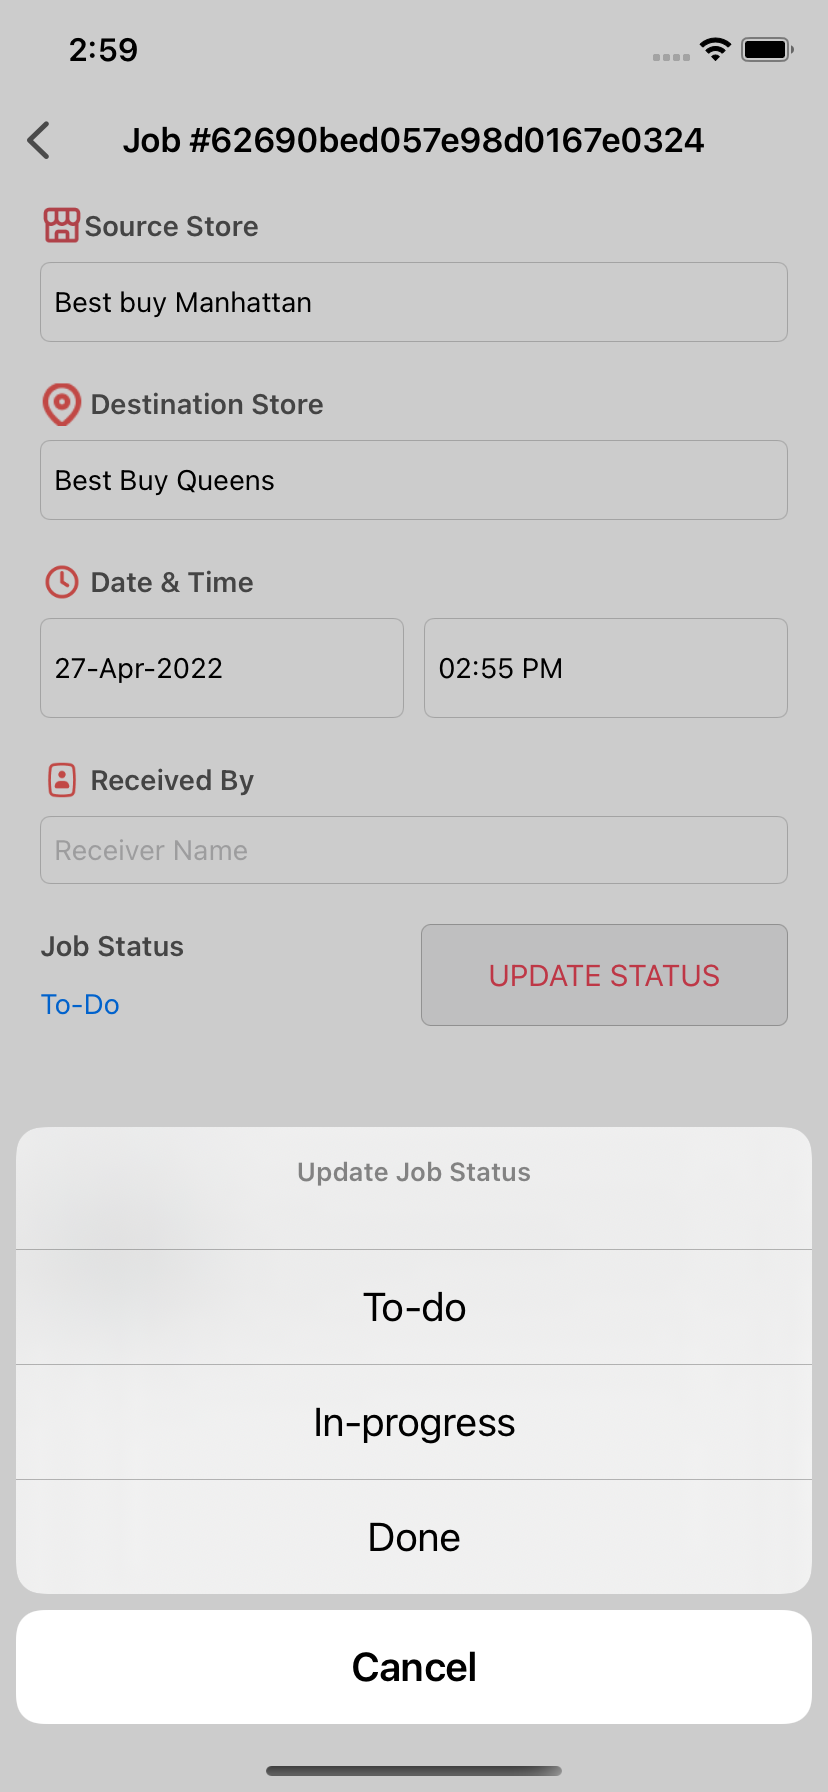 2:59
Job #62690bed057e98d0167e0324
Source Store
Best buy Manhattan
Destination Store
Best Buy Queens
Date & Time
27-Apr-2022 02:55 PM
Received By
Receiver Name
Job Status
UPDATE STATUS
To-Do
Update Job Status
To-do
In-progress
Done
Cancel